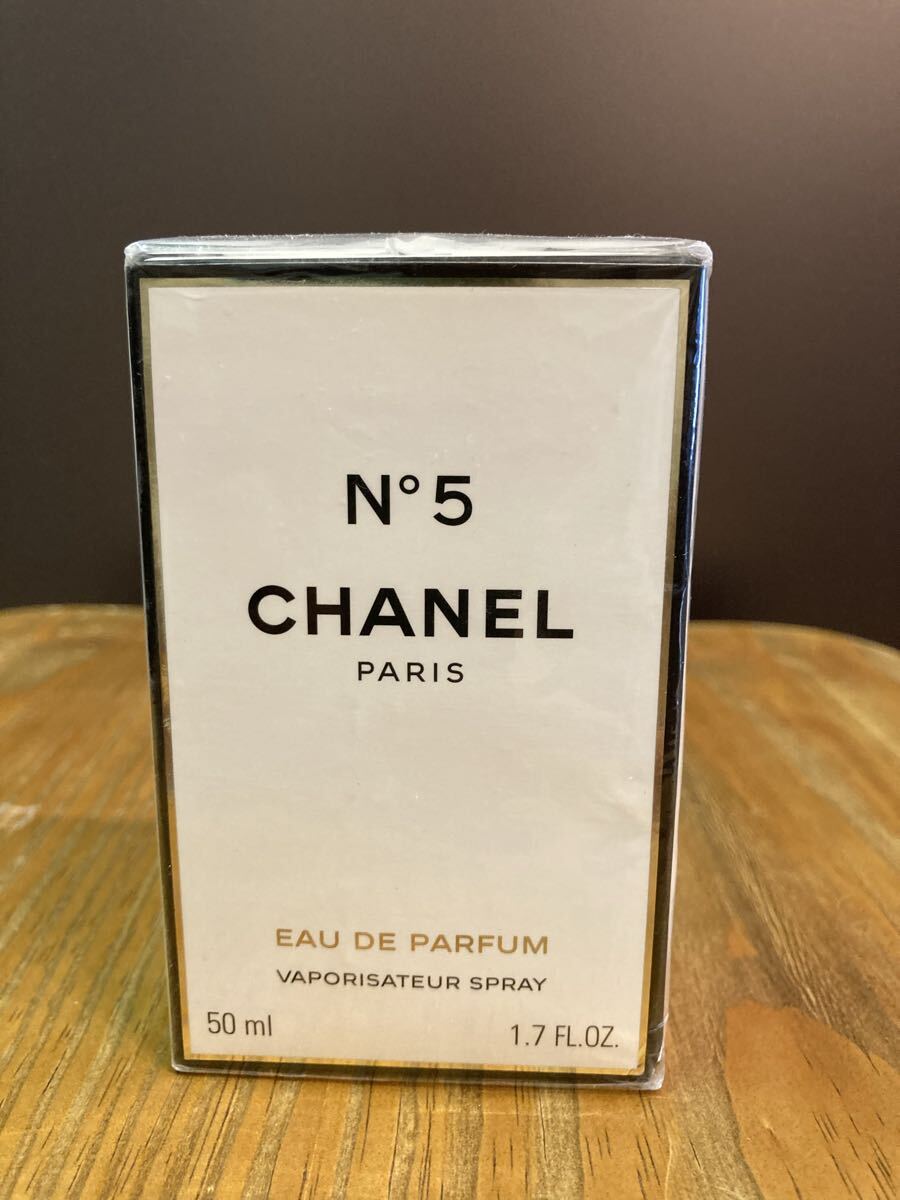 N°5
CHANEL
PARIS
EAU DE PARFUM
VAPORISATEUR SPRAY
50 ml 1.7 FL.OZ.